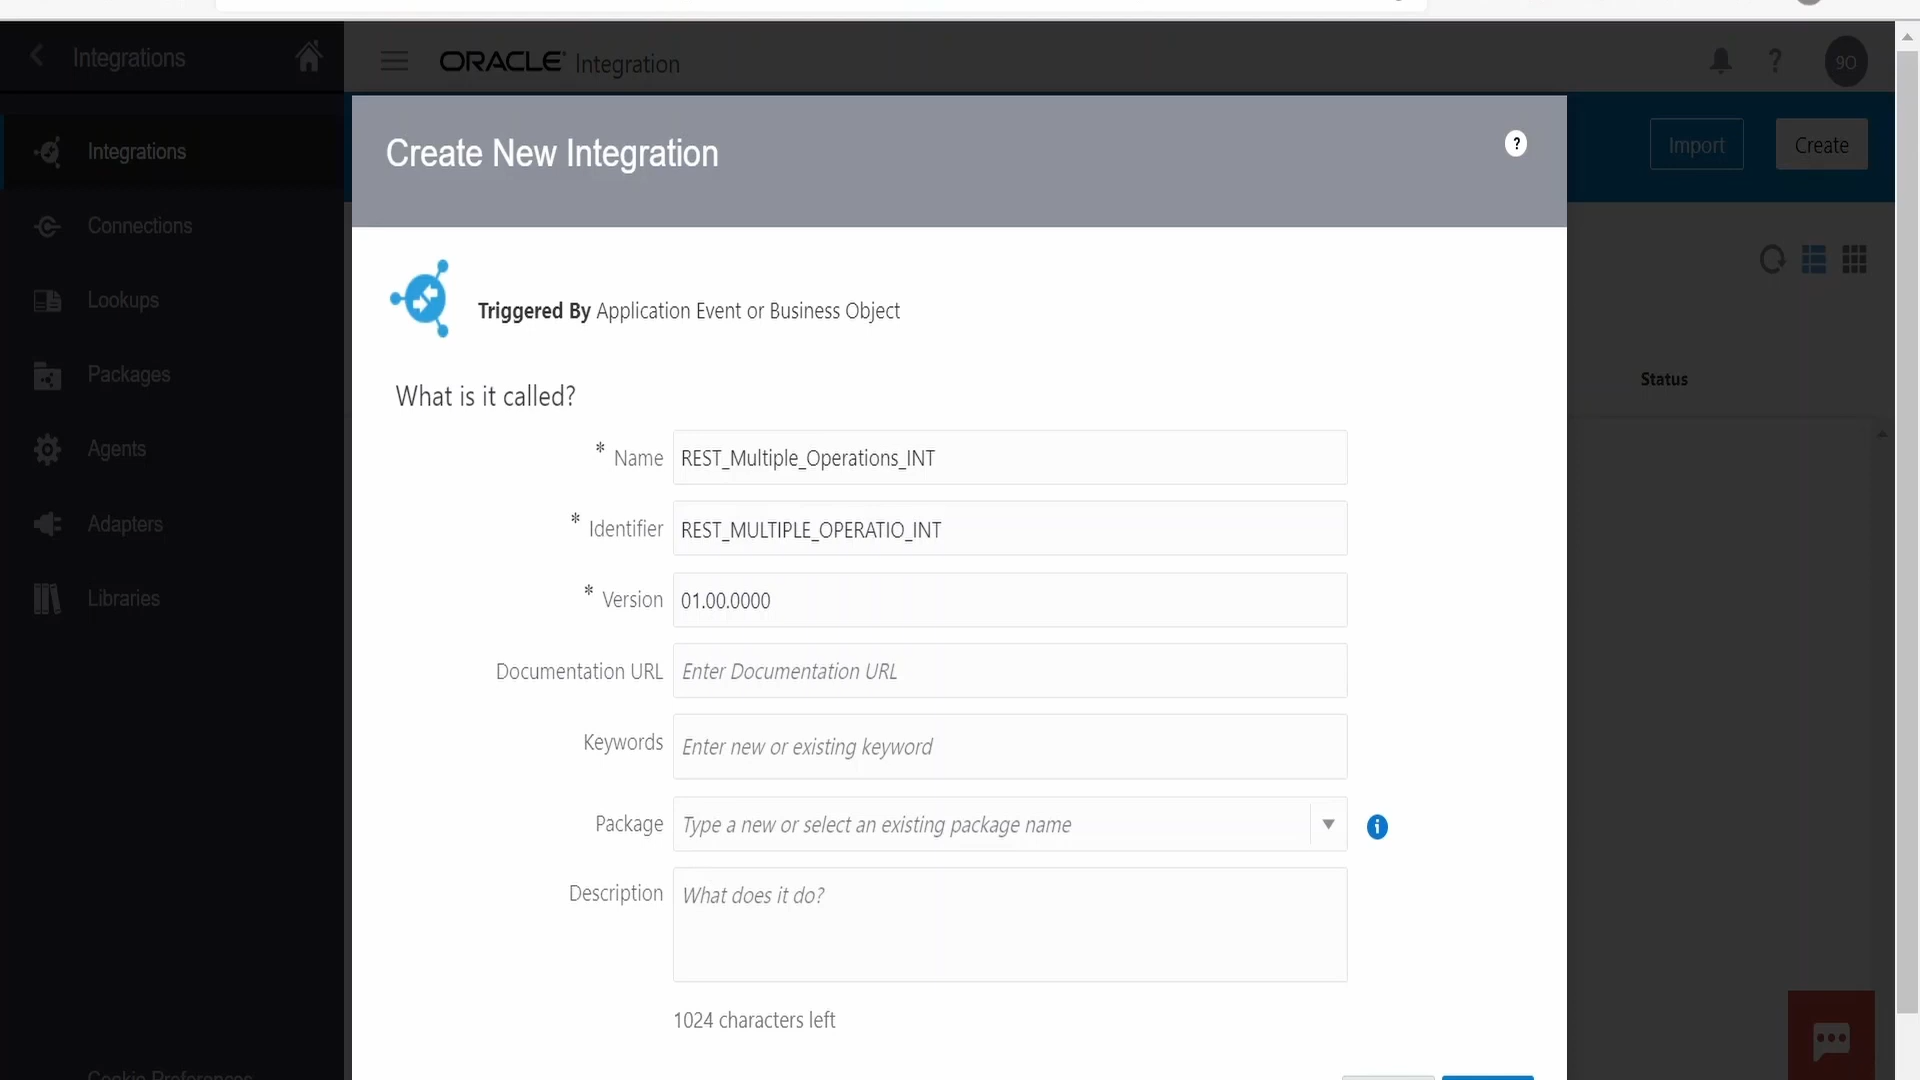 Integrations
ORACLE Integration
90
Integrations
Connections
Lookups
Packages
Agents
Adapters
Libraries
Import
Create
Status
Create New Integration
?
Triggered By Application Event or Business Object
What is it called?
* Name REST_Multiple_Operations_INT
* Identifier REST_MULTIPLE_OPERATIO_INT
* Version 01.00.0000
Documentation URL Enter Documentation URL
Keywords Enter new or existing keyword
Package Type a new or select an existing package name
Description What does it do?
1024 characters left
Cookie Preferences